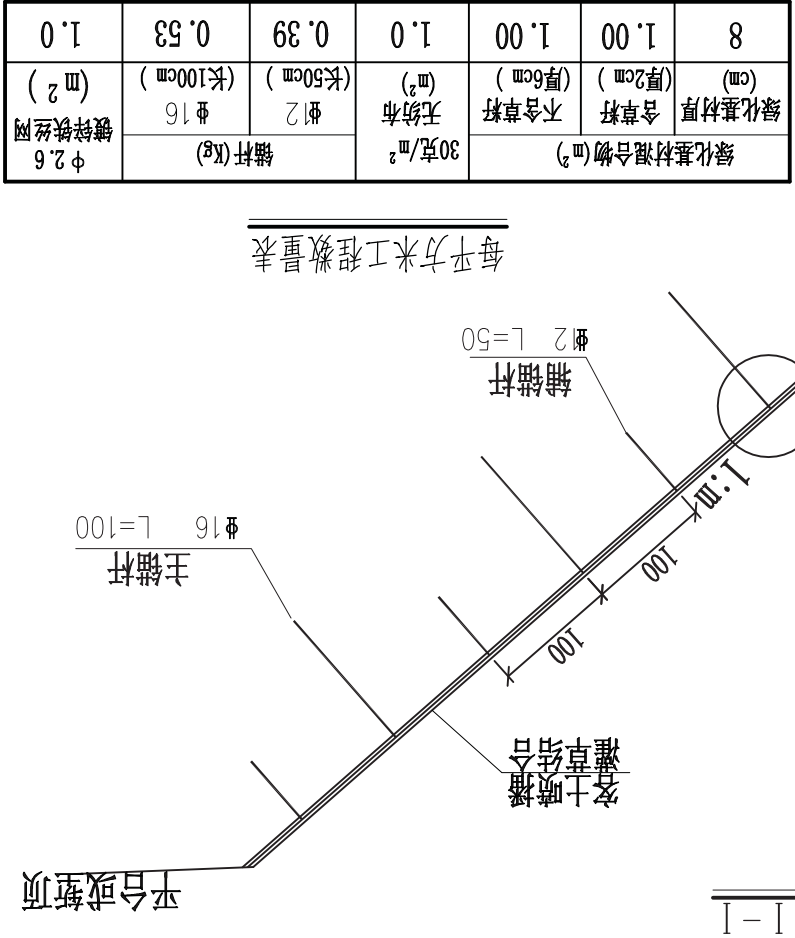 I - I
平台或堑顶
客土喷播
灌草结合
100
100
主锚杆
Φ16 L=100
1:m
辅锚杆
Φ12 L=50
每平方米工程数量表
绿化基材混合物(m²)
30克/m²
无纺布
(m²)
锚杆(Kg)
φ2.6
镀锌铁丝网
(m²)
绿化基材厚
(cm)
含草籽
(厚2cm)
不含草籽
(厚6cm)
Φ12
(长50cm)
Φ16
(长100cm)
8 1.00 1.00 1.0 0.39 0.53 1.0